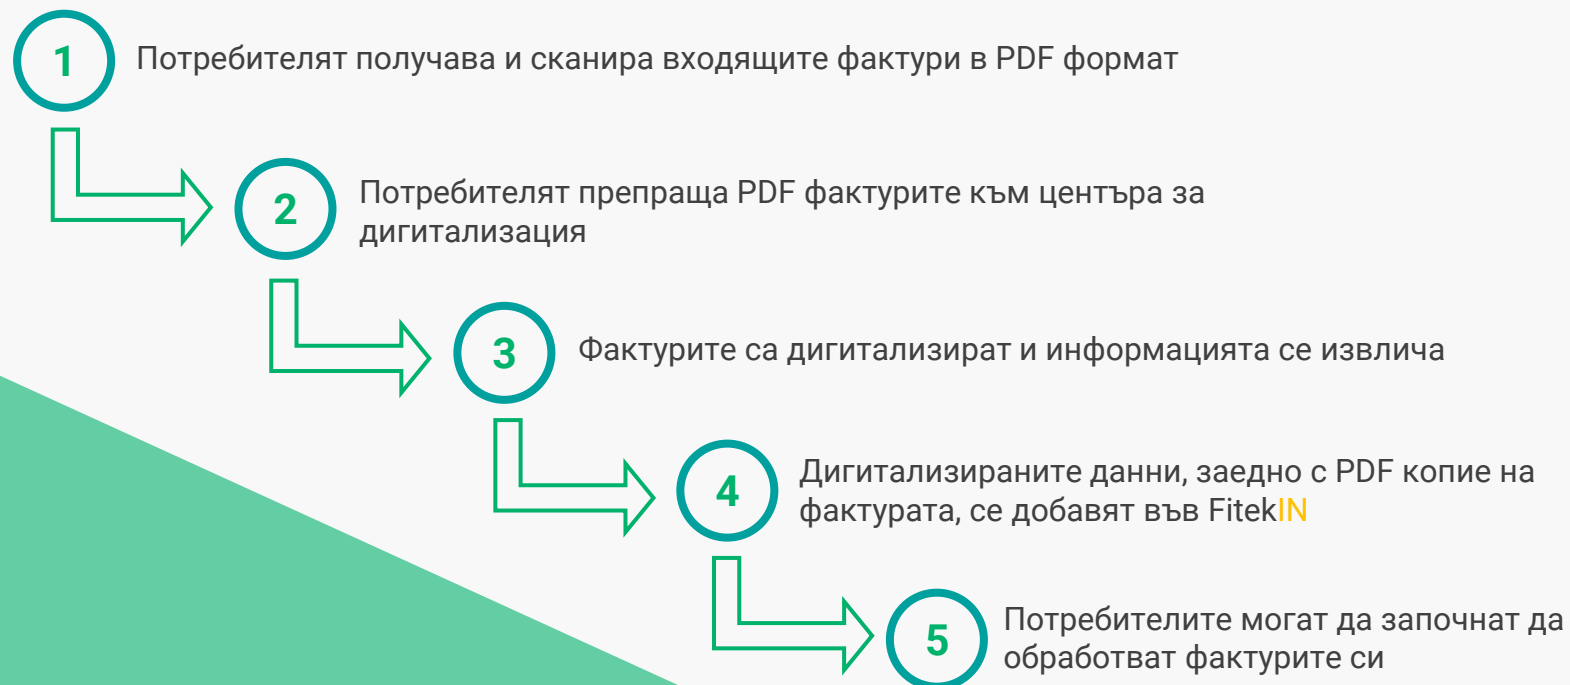 1
Потребителят получава и сканира входящите фактури в PDF формат
2
Потребителят препраща PDF фактурите към центъра за
дигитализация
3
Фактурите са дигитализират и информацията се извлича
4
Дигитализираните данни, заедно с PDF копие на
фактурата, се добавят във FitekIN
5
Потребителите могат да започнат да
обработват фактурите си